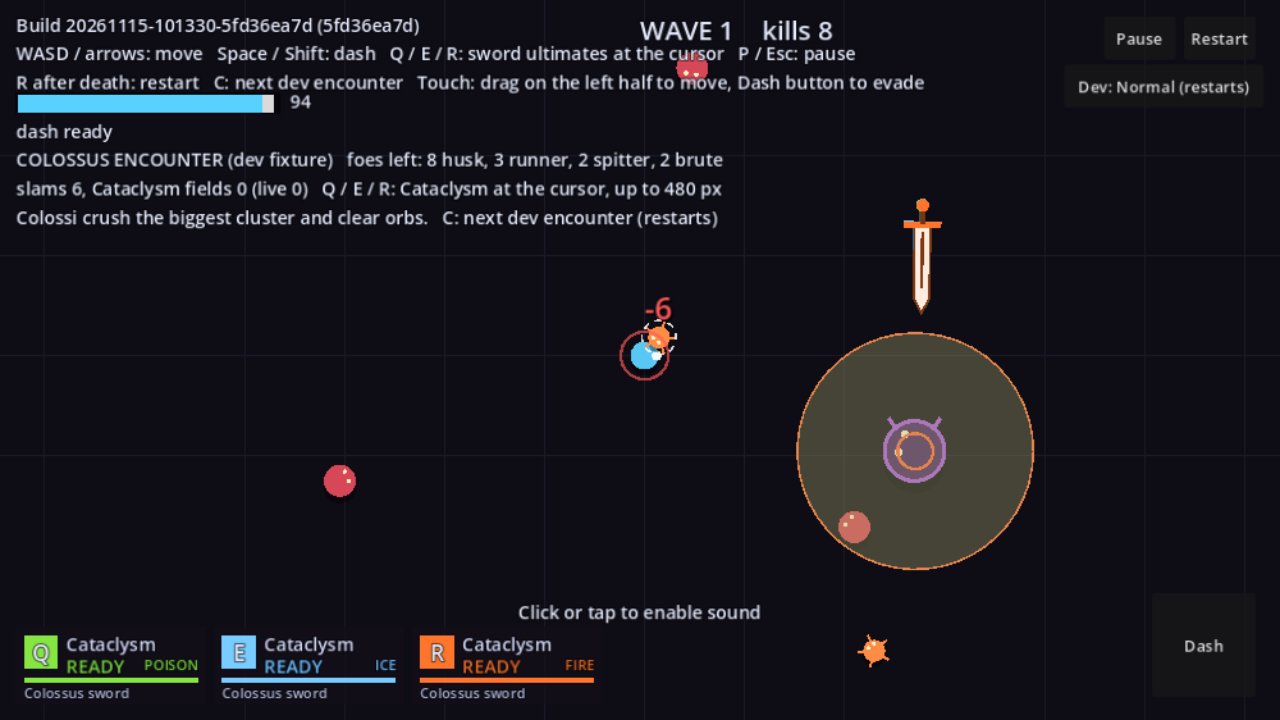 Build 20261115-101330-5fd36ea7d (5fd36ea7d)
WAVE 1 kills 8
Pause
Restart
WASD / arrows: move Space / Shift: dash Q / E / R: sword ultimates at the cursor P / Esc: pause
R after death: restart C: next dev encounter Touch: drag on the left half to move, Dash button to evade
Dev: Normal (restarts)
94
dash ready
COLOSSUS ENCOUNTER (dev fixture) foes left: 8 husk, 3 runner, 2 spitter, 2 brute
slams 6, Cataclysm fields 0 (live 0) Q / E / R: Cataclysm at the cursor, up to 480 px
Colossi crush the biggest cluster and clear orbs. C: next dev encounter (restarts)
-6
Click or tap to enable sound
Q Cataclysm
READY POISON
Colossus sword
E Cataclysm
READY ICE
Colossus sword
R Cataclysm
READY FIRE
Colossus sword
Dash